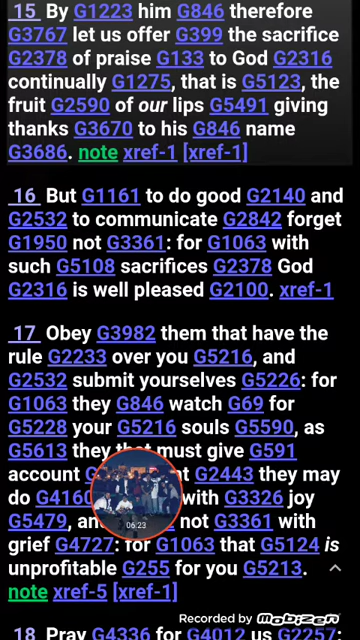 15 By G1223 him G846 therefore
G3767 let us offer G399 the sacrifice
G2378 of praise G133 to God G2316
continually G1275, that is G5123, the
fruit G2590 of our lips G5491 giving
thanks G3670 to his G846 name
G3686. note xref-1 [xref-1]
16 But G1161 to do good G2140 and
G2532 to communicate G2842 forget
G1950 not G3361: for G1063 with
such G5108 sacrifices G2378 God
G2316 is well pleased G2100. xref-1
17 Obey G3982 them that have the
rule G2233 over you G5216, and
G2532 submit yourselves G5226: for
G1063 they G846 watch G69 for
G5228 your G5216 souls G5590, as
G5613 they that must give G591
account G2443 they may
do with G3326 joy
G5479, not G3361 with
06:23
grief G4727: for G1063 that G5124 is
unprofitable G255 for you G5213.
note xref-5 [xref-1]
Recorded by MOBIZEN
18 Pray G4336 for G4012 us G2257: